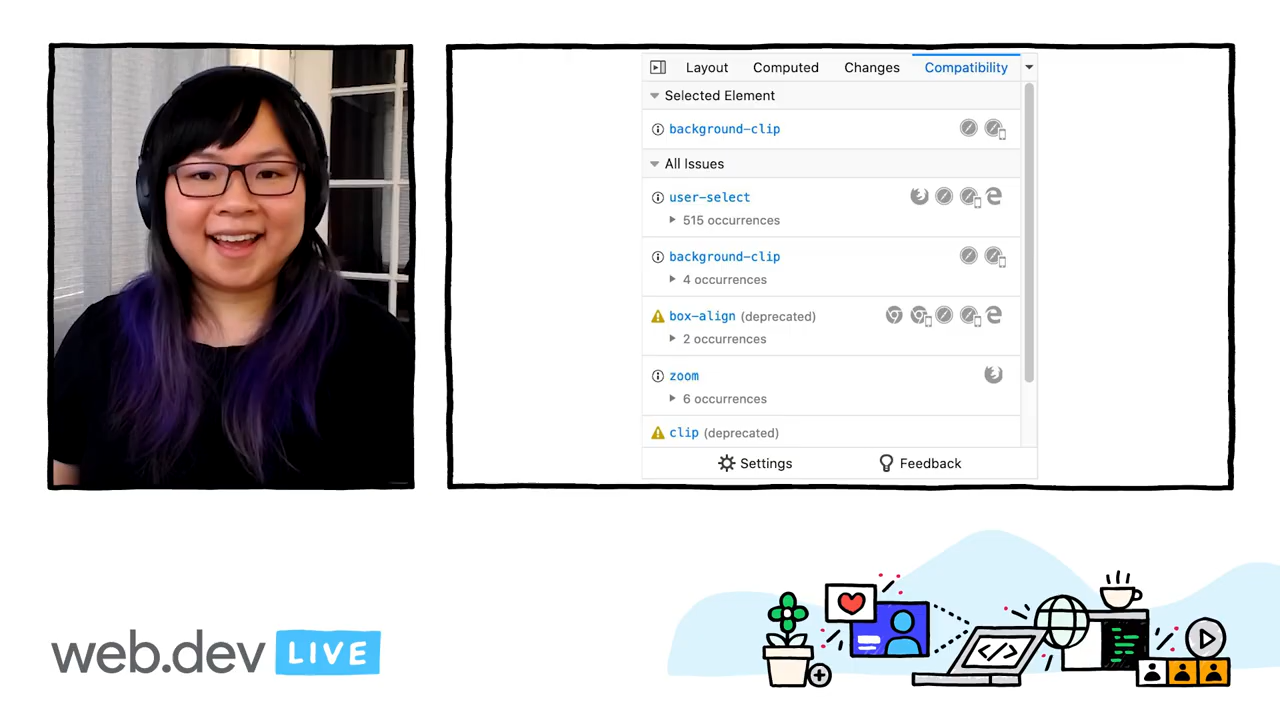 Layout Computed Changes Compatibility
Selected Element
background-clip
All Issues
user-select
515 occurrences
background-clip
4 occurrences
box-align (deprecated)
2 occurrences
zoom
6 occurrences
clip (deprecated)
Settings Feedback
</>
web.dev LIVE